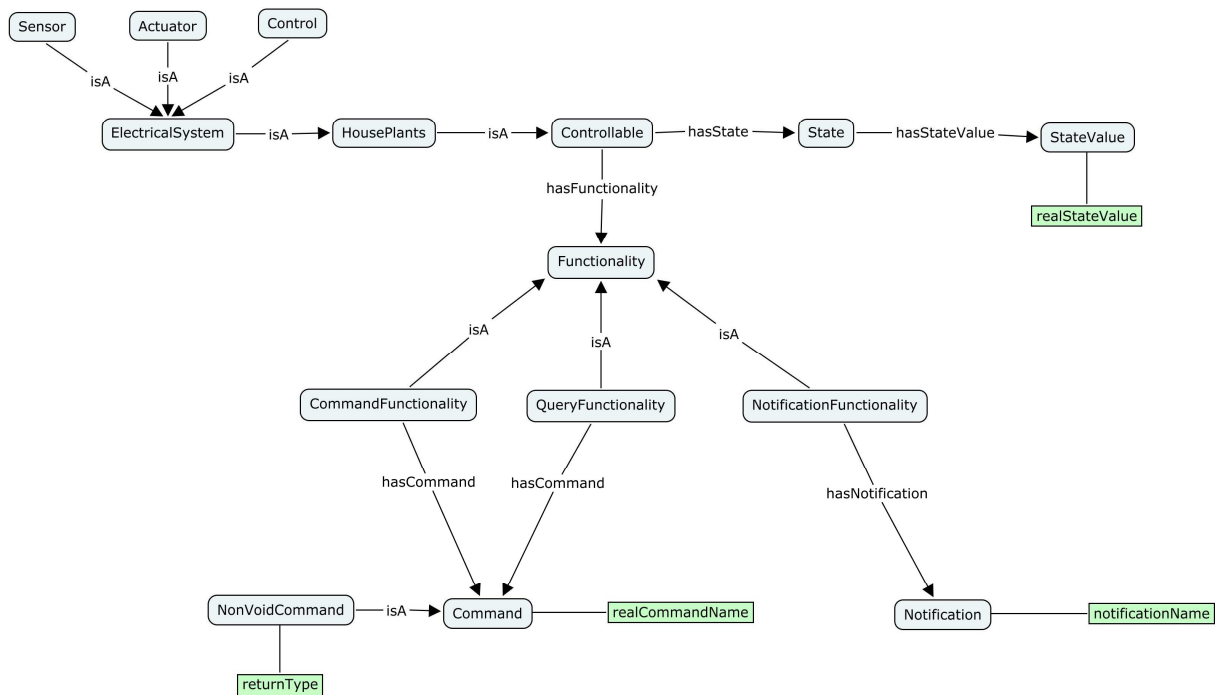 Sensor
Actuator
Control
isA
isA
isA
ElectricalSystem
isA
HousePlants
isA
Controllable
hasState
State
hasStateValue
StateValue
hasFunctionality
realStateValue
Functionality
isA
isA
isA
CommandFunctionality
QueryFunctionality
NotificationFunctionality
hasCommand
hasCommand
hasNotification
NonVoidCommand
isA
Command
realCommandName
Notification
notificationName
returnType